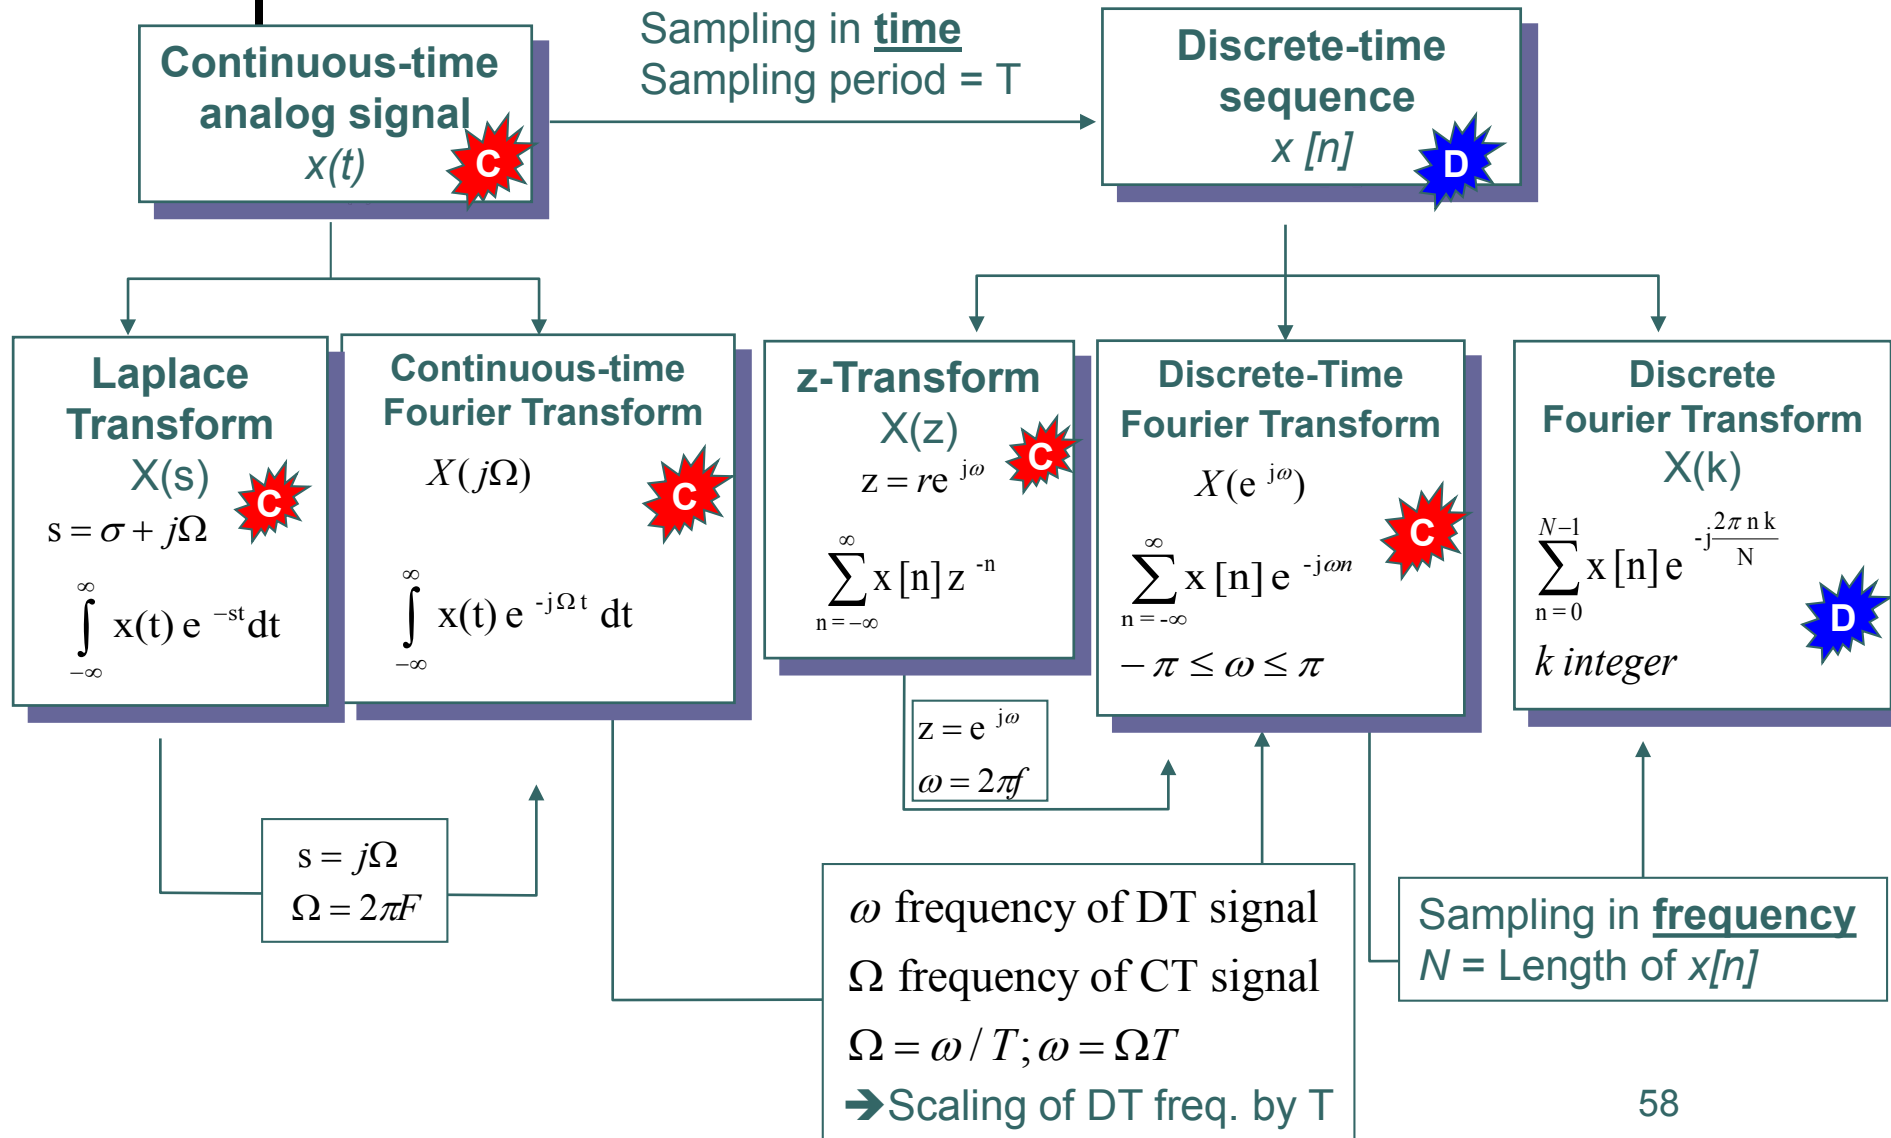 Continuous-time
analog signal
x(t)
C
Sampling in time
Sampling period = T
Discrete-time
sequence
x [n]
D
Laplace
Transform
X(s)
C
s = σ + jΩ
∫_{−∞}^{∞} x(t) e^{−st} dt
Continuous-time
Fourier Transform
X(jΩ)
C
∫_{−∞}^{∞} x(t) e^{-jΩt} dt
z-Transform
X(z)
C
z = re^{jω}
∑_{n=−∞}^{∞} x[n] z^{-n}
Discrete-Time
Fourier Transform
X(e^{jω})
C
∑_{n=-∞}^{∞} x[n] e^{-jωn}
−π ≤ ω ≤ π
Discrete
Fourier Transform
X(k)
∑_{n=0}^{N−1} x[n] e^{-j\frac{2π n k}{N}}
D
k integer
s = jΩ
Ω = 2πF
z = e^{jω}
ω = 2πf
ω frequency of DT signal
Ω frequency of CT signal
Ω = ω / T; ω = ΩT
➔Scaling of DT freq. by T
Sampling in frequency
N = Length of x[n]
58